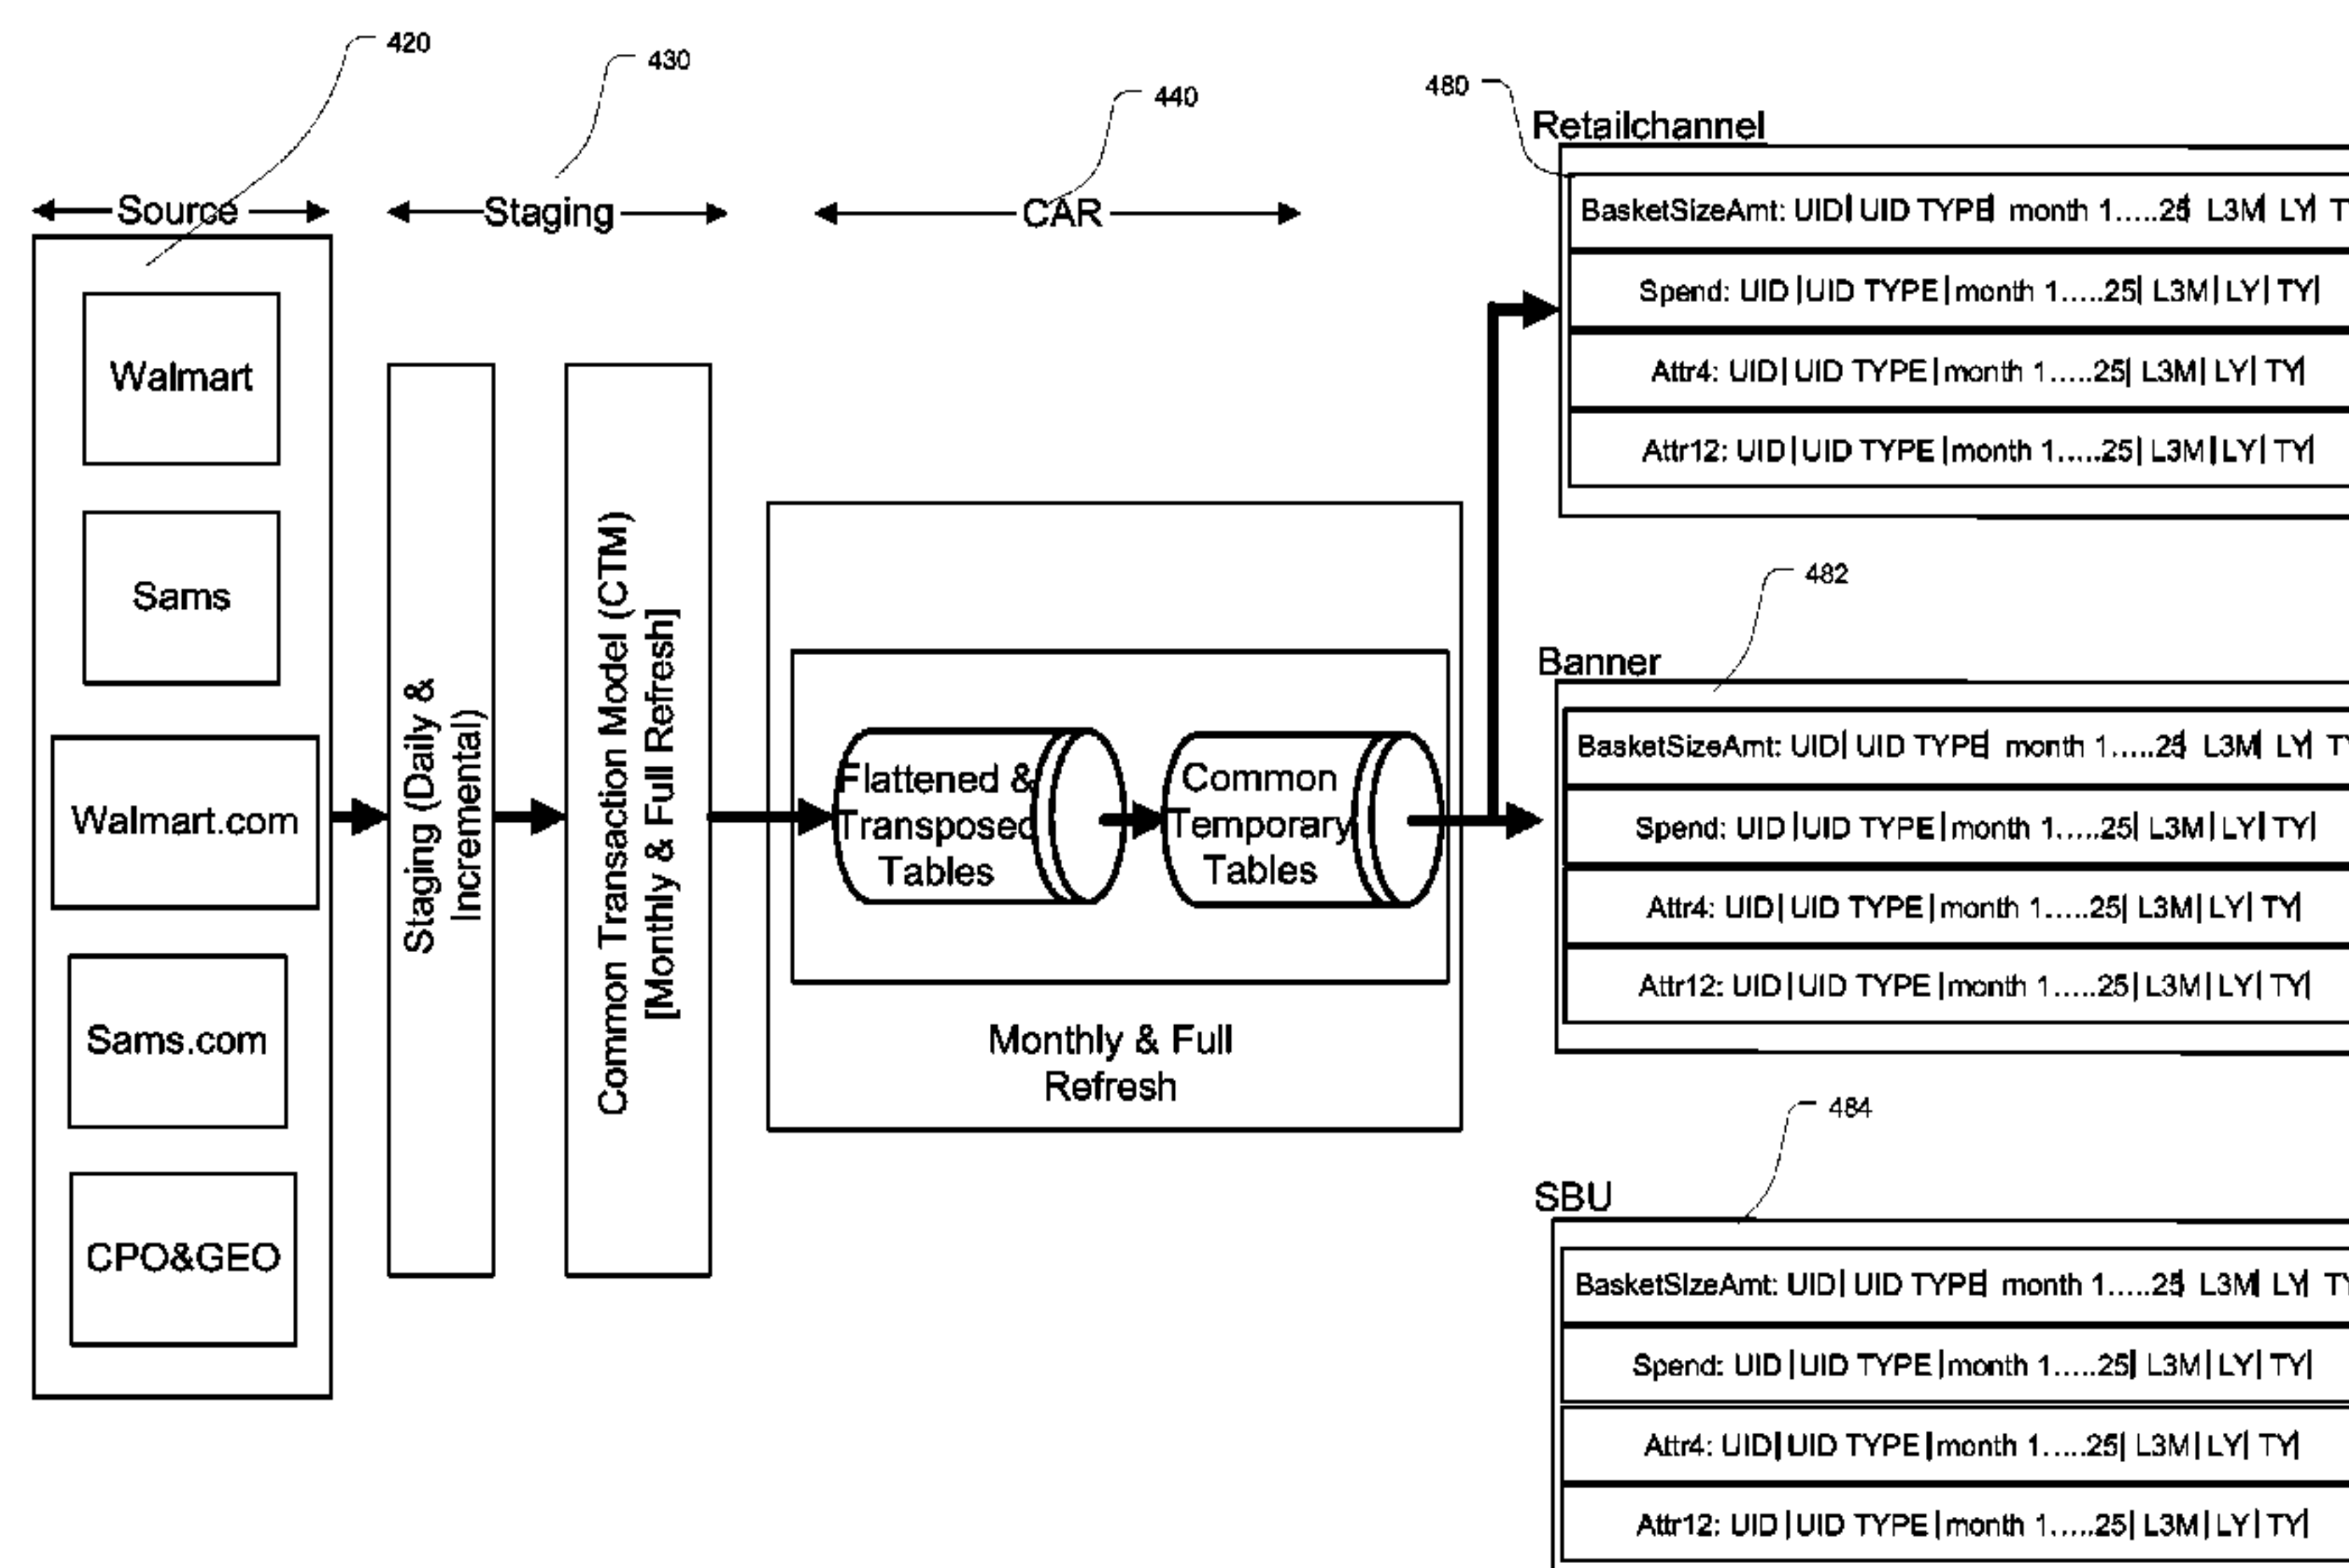 420
430
440
480
Source
Staging
CAR
Walmart
Sams
Walmart.com
Sams.com
CPO&GEO
Staging (Daily &
Incremental)
Common Transaction Model (CTM)
[Monthly & Full Refresh]
Flattened &
Transposed
Tables
Common
Temporary
Tables
Monthly & Full
Refresh
Retailchannel
BasketSizeAmt: UID| UID TYPE| month 1.....25| L3M| LY| T
Spend: UID |UID TYPE|month 1.....25| L3M|LY|TY|
Attr4: UID|UID TYPE|month 1.....25| L3M|LY|TY|
Attr12: UID|UID TYPE|month 1.....25|L3M|LY|TY|
482
Banner
BasketSizeAmt: UID| UID TYPE| month 1.....25| L3M| LY| TY
Spend: UID |UID TYPE|month 1.....25| L3M|LY|TY|
Attr4: UID|UID TYPE|month 1.....25| L3M|LY|TY|
Attr12: UID|UID TYPE|month 1.....25|L3M|LY|TY|
484
SBU
BasketSizeAmt: UID| UID TYPE| month 1.....25| L3M| LY| TY
Spend: UID |UID TYPE|month 1.....25| L3M|LY|TY|
Attr4: UID|UID TYPE|month 1.....25| L3M|LY|TY|
Attr12: UID |UID TYPE|month 1.....25|L3M|LY|TY|